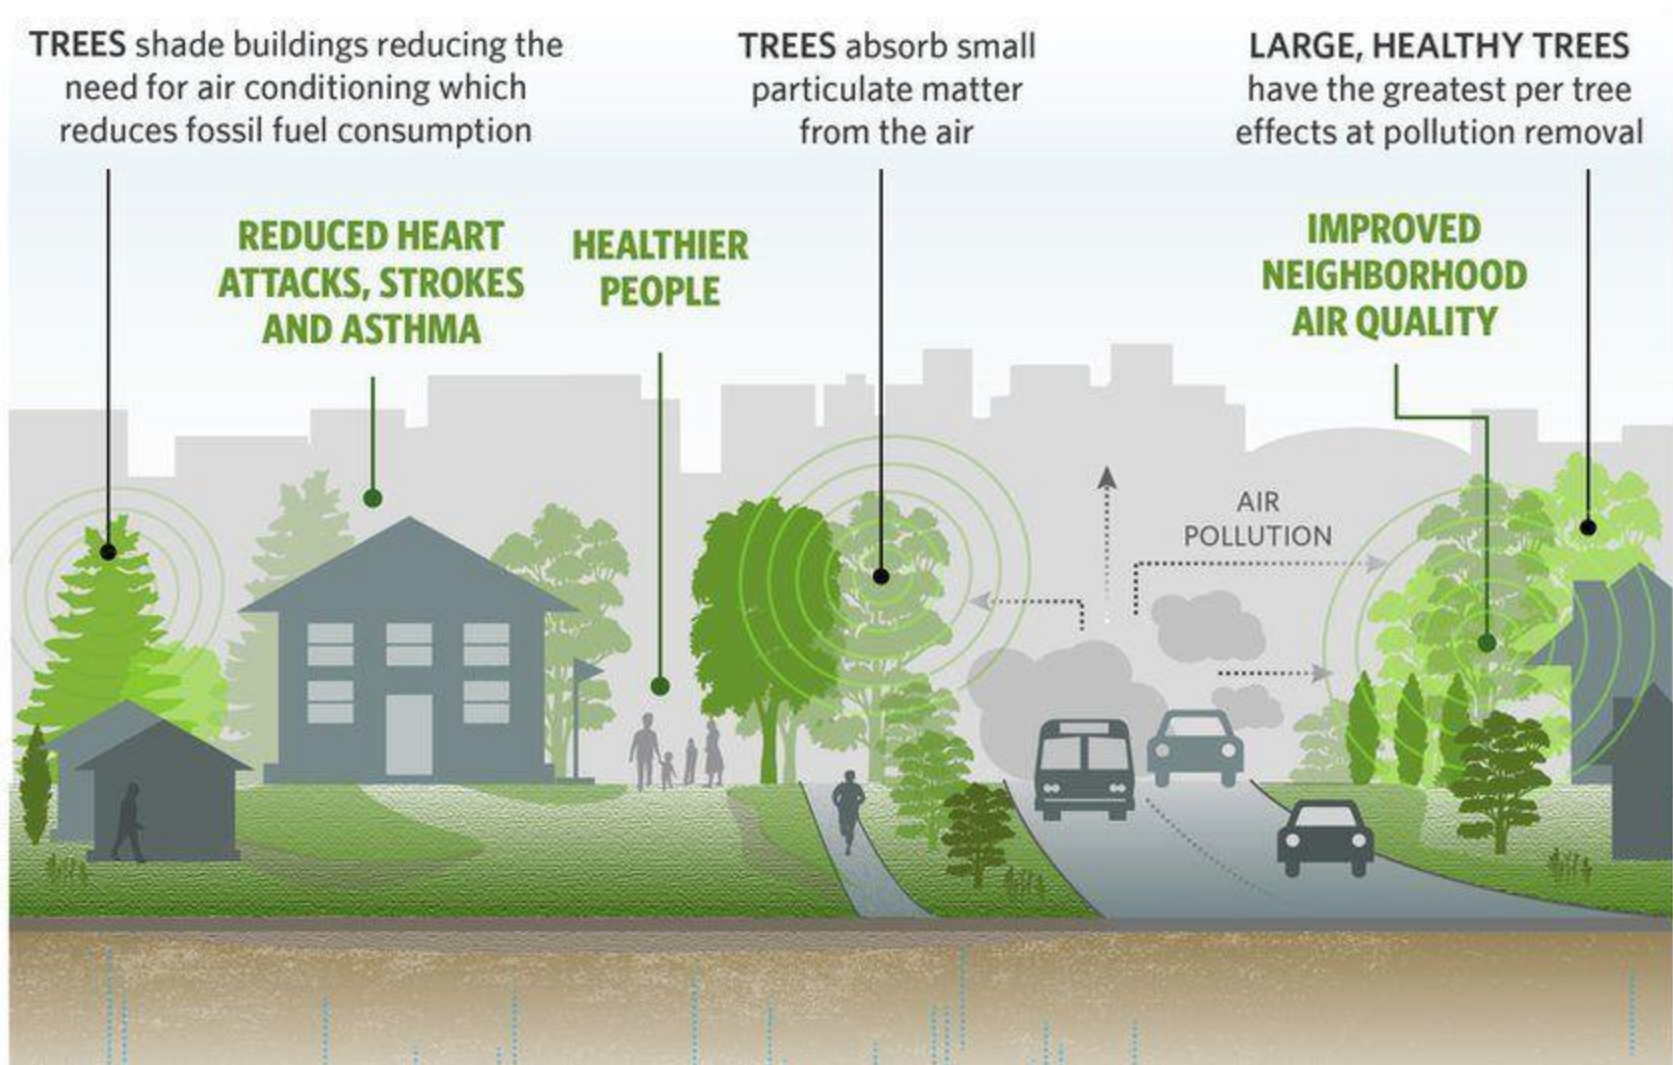 TREES shade buildings reducing the
need for air conditioning which
reduces fossil fuel consumption
TREES absorb small
particulate matter
from the air
LARGE, HEALTHY TREES
have the greatest per tree
effects at pollution removal
REDUCED HEART
ATTACKS, STROKES
AND ASTHMA
HEALTHIER
PEOPLE
IMPROVED
NEIGHBORHOOD
AIR QUALITY
AIR
POLLUTION